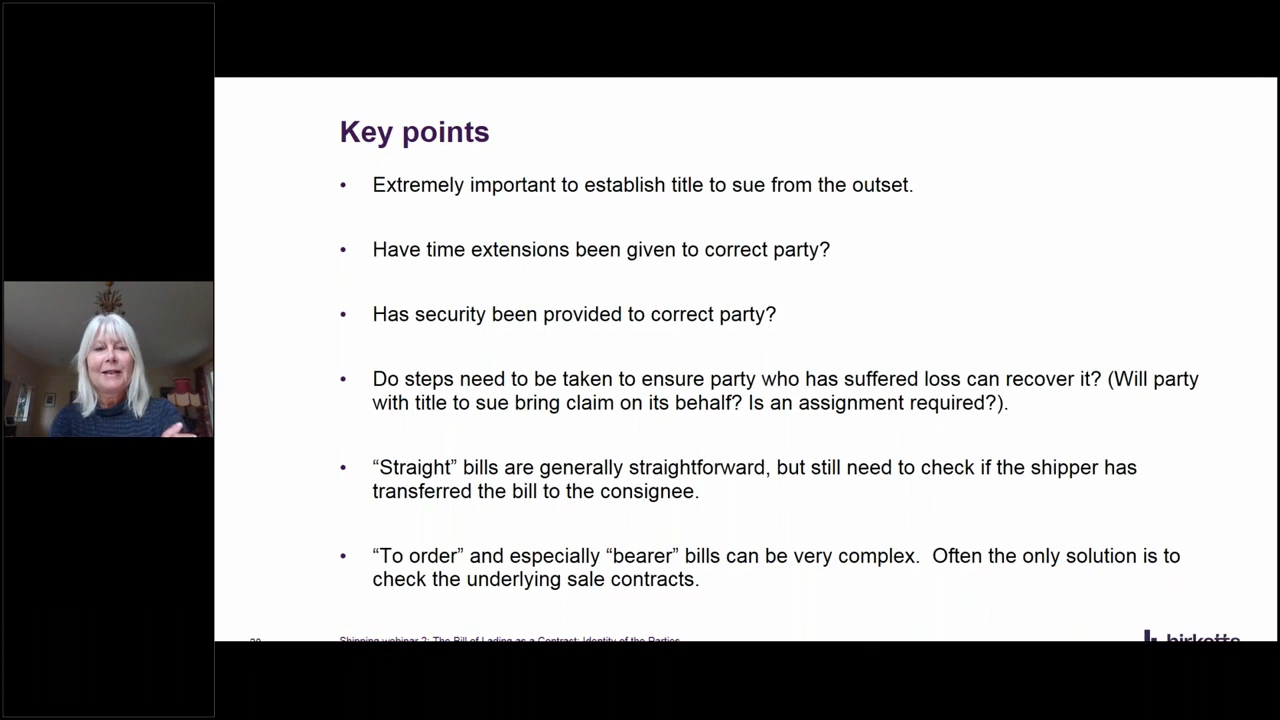 Key points
• Extremely important to establish title to sue from the outset.
• Have time extensions been given to correct party?
• Has security been provided to correct party?
• Do steps need to be taken to ensure party who has suffered loss can recover it? (Will party
with title to sue bring claim on its behalf? Is an assignment required?).
• “Straight” bills are generally straightforward, but still need to check if the shipper has
transferred the bill to the consignee.
• “To order” and especially “bearer” bills can be very complex.  Often the only solution is to
check the underlying sale contracts.
Shipping webinar 2: The Bill of Lading as a Contract: Identity of the Parties
birketts